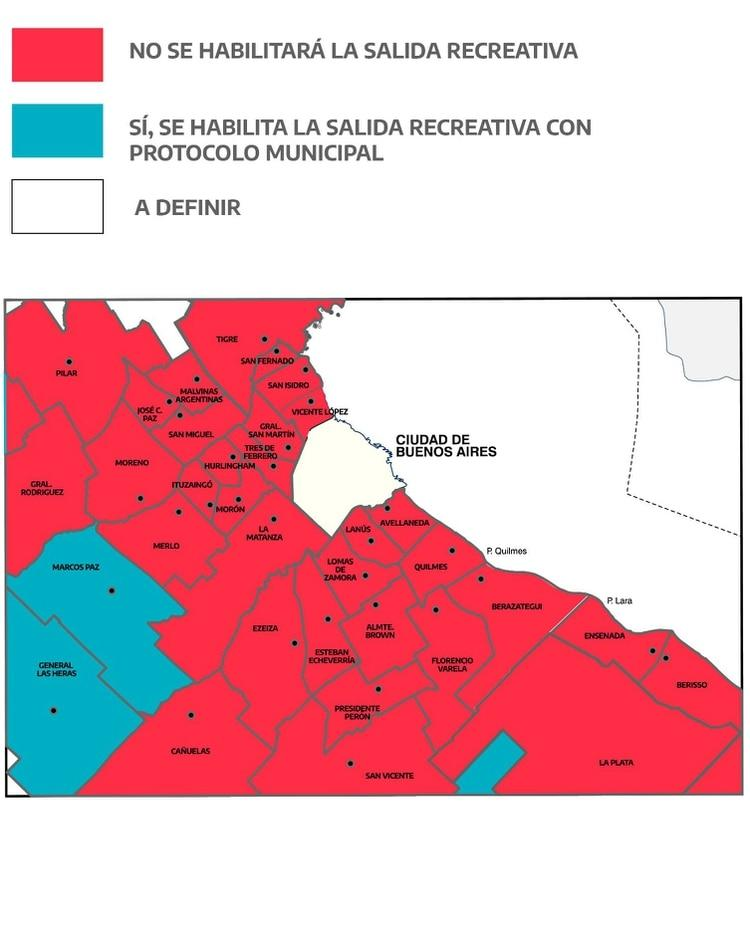 NO SE HABILITARÁ LA SALIDA RECREATIVA
SÍ, SE HABILITA LA SALIDA RECREATIVA CON
PROTOCOLO MUNICIPAL
A DEFINIR
TIGRE
SAN FERNADO
PILAR
SAN ISIDRO
MALVINAS
ARGENTINAS
JOSÉ C.
PAZ
VICENTE LÓPEZ
GRAL.
SAN MARTÍN
SAN MIGUEL
CIUDAD DE
BUENOS AIRES
TRES DE
FEBRERO
MORENO
HURLINGHAM
GRAL.
RODRIGUEZ
ITUZAINGÓ
MORÓN
LA
MATANZA
AVELLANEDA
LANÚS
MERLO
P. Quilmes
MARCOS PAZ
LOMAS
DE
ZAMORA
QUILMES
BERAZATEGUI
P. Lara
EZEIZA
ALMTE.
BROWN
ENSENADA
ESTEBAN
ECHEVERRÍA
FLORENCIO
VARELA
GENERAL
LAS HERAS
BERISSO
PRESIDENTE
PERÓN
CAÑUELAS
LA PLATA
SAN VICENTE